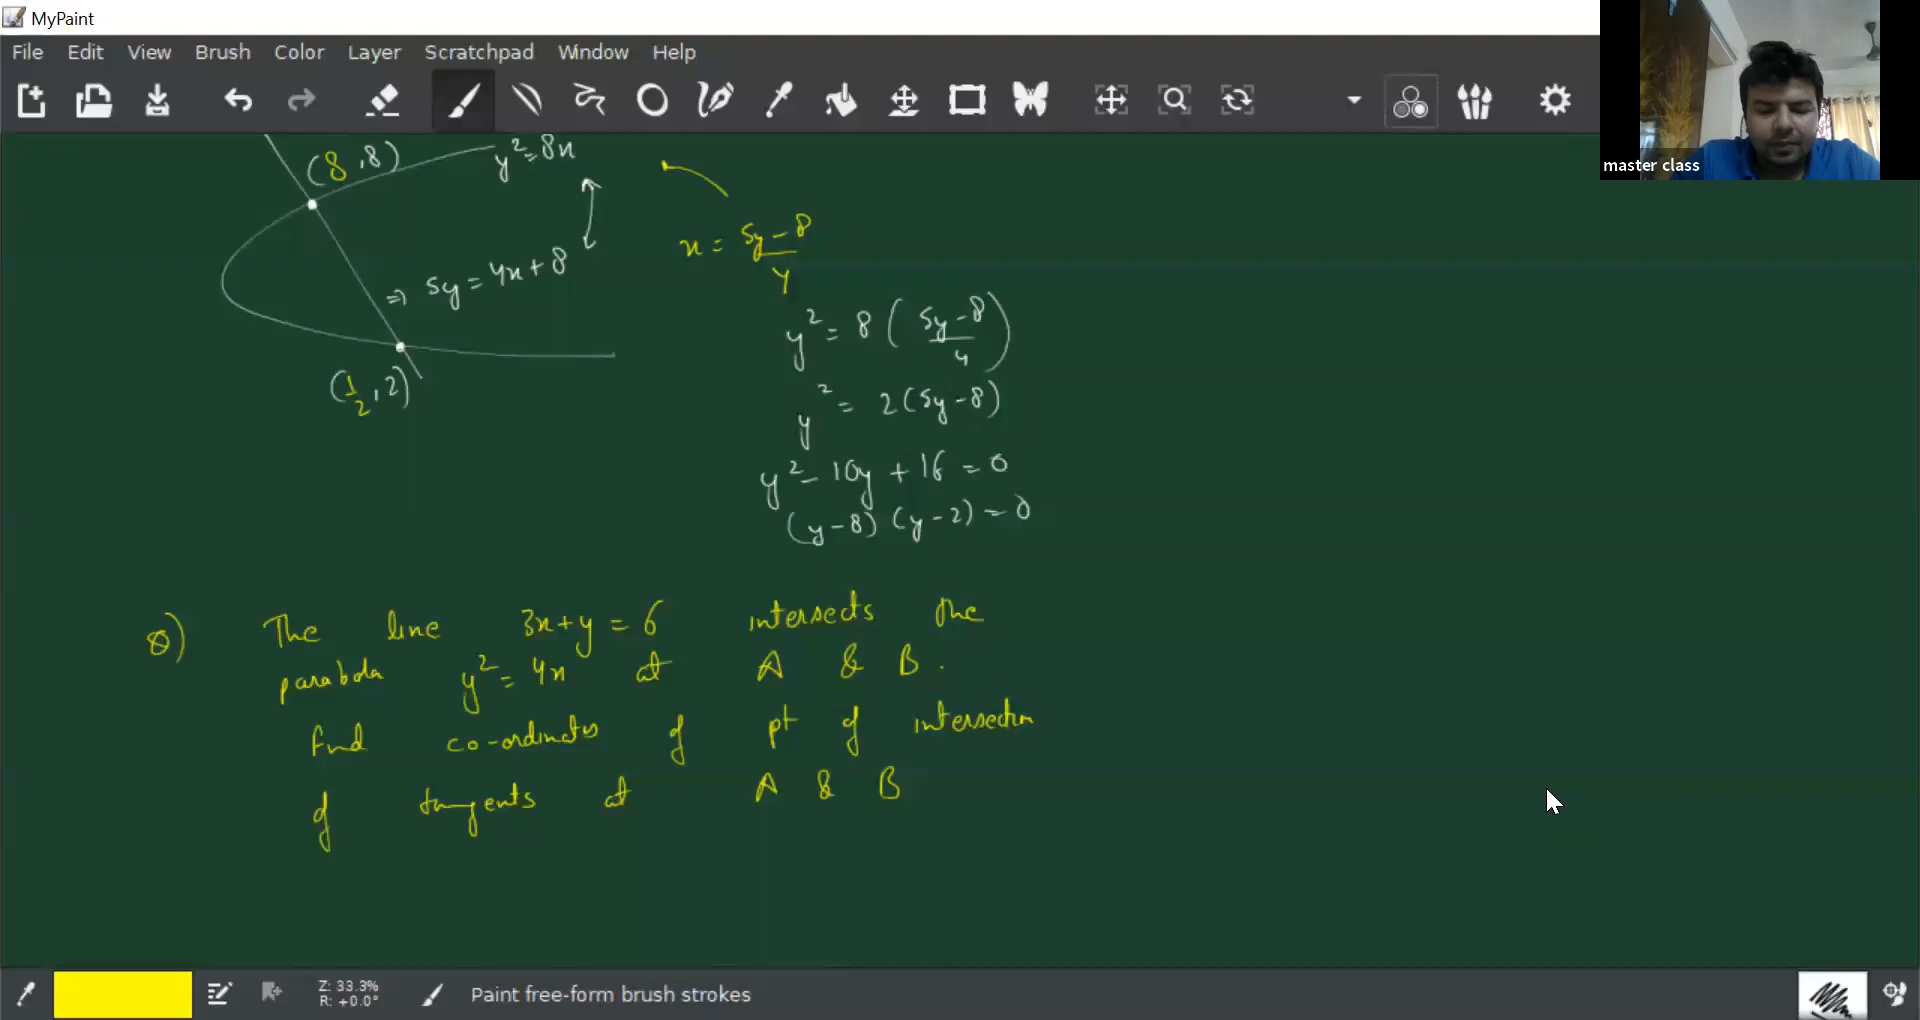 MyPaint
File Edit View Brush Color Layer Scratchpad Window Help
master class
(8,8)
y²=8x
⇒ 5y=4x+8
(1/2,2)
x = (5y-8)/4
y² = 8((5y-8)/4)
y² = 2(5y-8)
y²-10y+16=0
(y-8)(y-2)=0
Q) The line 3x+y=6 intersects the
parabola y²=4x at A & B.
find co-ordinates of pt of intersection
of tangents at A & B
Z: 33.3%
R: +0.0°
Paint free-form brush strokes